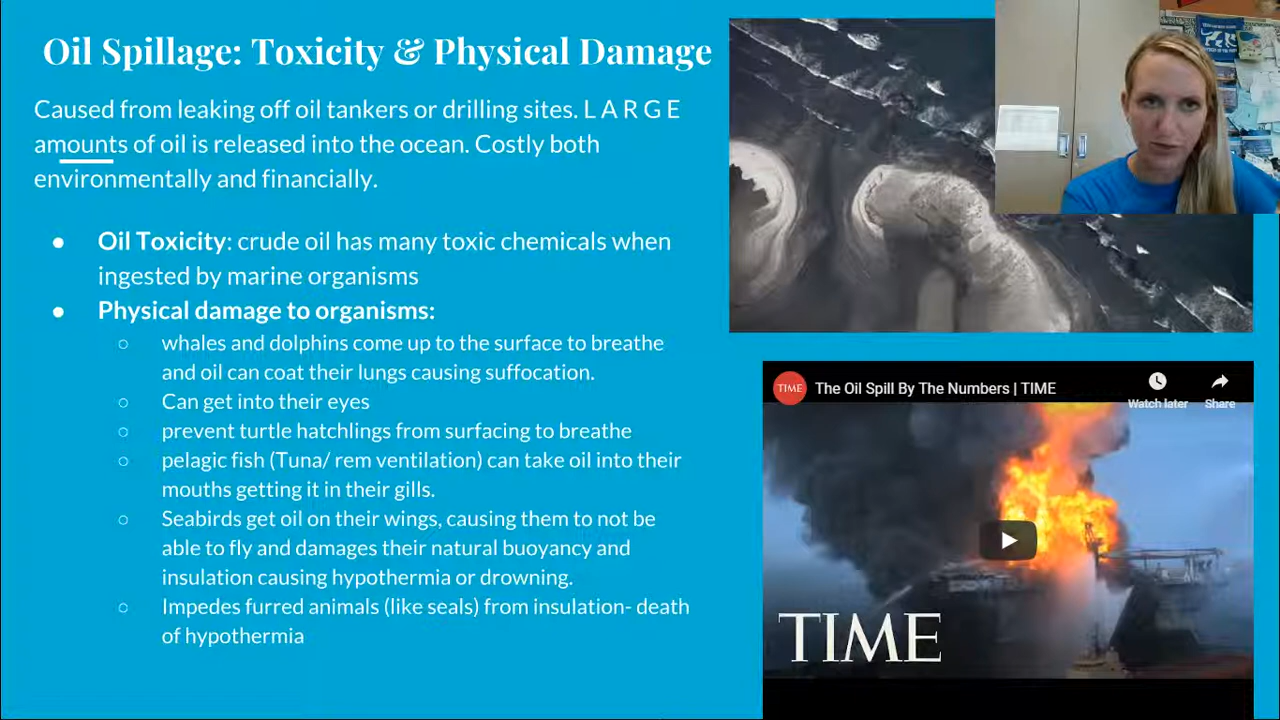 Oil Spillage: Toxicity & Physical Damage
Caused from leaking off oil tankers or drilling sites. L A R G E
amounts of oil is released into the ocean. Costly both
environmentally and financially.
● Oil Toxicity: crude oil has many toxic chemicals when
ingested by marine organisms
● Physical damage to organisms:
○ whales and dolphins come up to the surface to breathe
and oil can coat their lungs causing suffocation.
○ Can get into their eyes
○ prevent turtle hatchlings from surfacing to breathe
○ pelagic fish (Tuna/ rem ventilation) can take oil into their
mouths getting it in their gills.
○ Seabirds get oil on their wings, causing them to not be
able to fly and damages their natural buoyancy and
insulation causing hypothermia or drowning.
○ Impedes furred animals (like seals) from insulation- death
of hypothermia
TIME
The Oil Spill By The Numbers | TIME
Watch later
Share
TIME